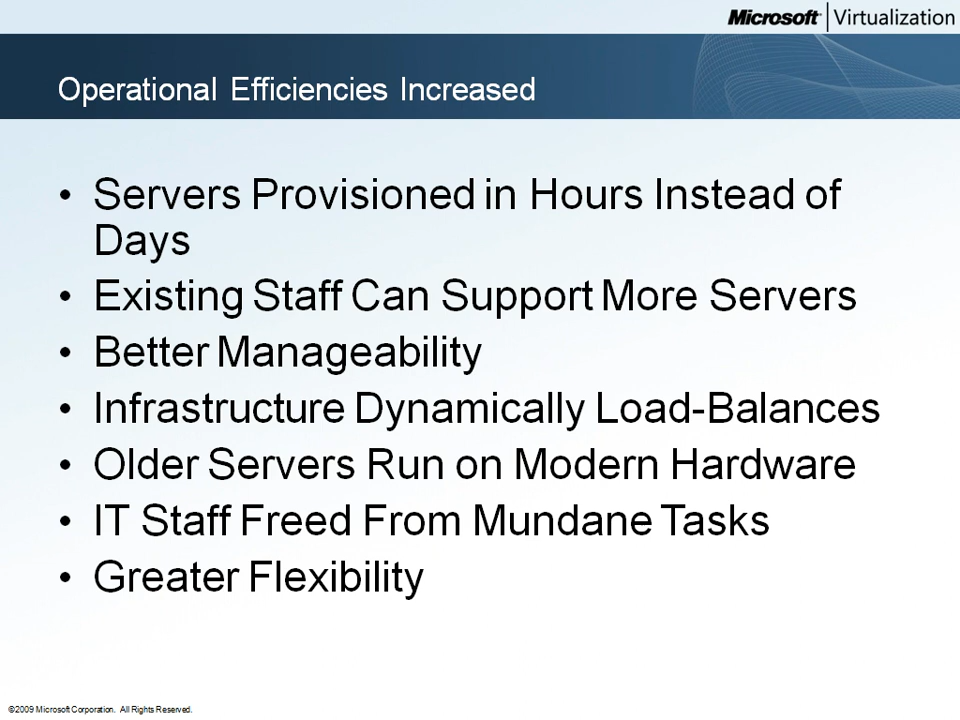 Microsoft | Virtualization
Operational Efficiencies Increased
• Servers Provisioned in Hours Instead of
Days
• Existing Staff Can Support More Servers
• Better Manageability
• Infrastructure Dynamically Load-Balances
• Older Servers Run on Modern Hardware
• IT Staff Freed From Mundane Tasks
• Greater Flexibility
©2009 Microsoft Corporation. All Rights Reserved.